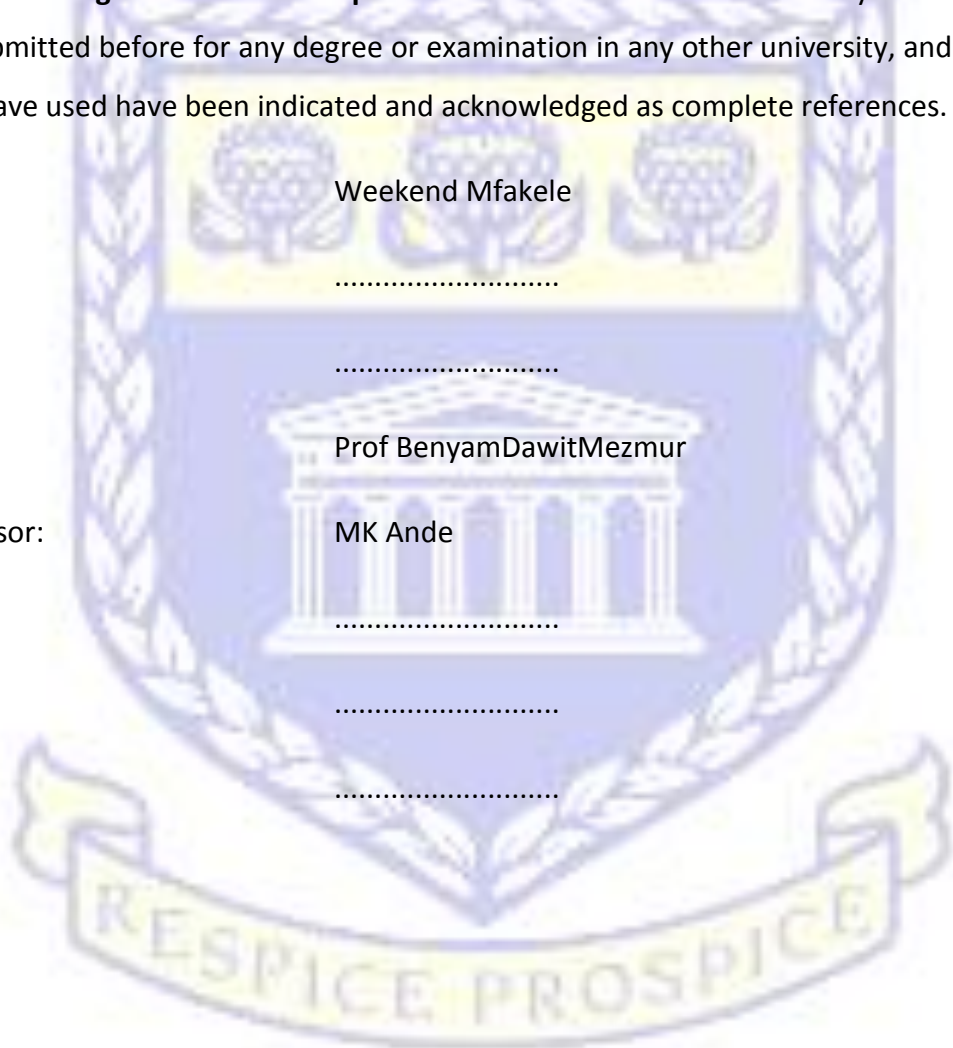 bmitted before for any degree or examination in any other university, and
ave used have been indicated and acknowledged as complete references.
Weekend Mfakele
............................
............................
Prof BenyamDawitMezmur
sor: MK Ande
............................
............................
............................
RESPICE PROSPICE